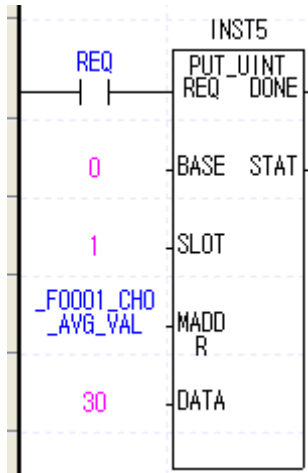 INST5
REQ
PUT_UINT
REQ DONE
0
BASE STAT
1
SLOT
_F0001_CH0
_AVG_VAL
MADD
R
30
DATA